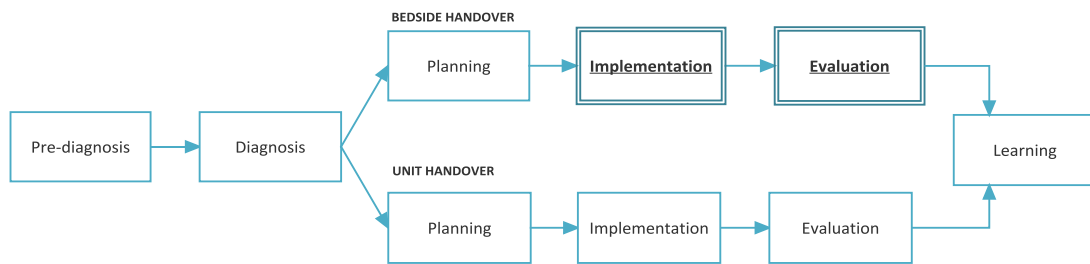 BEDSIDE HANDOVER
Planning
Implementation
Evaluation
Pre-diagnosis
Diagnosis
Learning
UNIT HANDOVER
Planning
Implementation
Evaluation